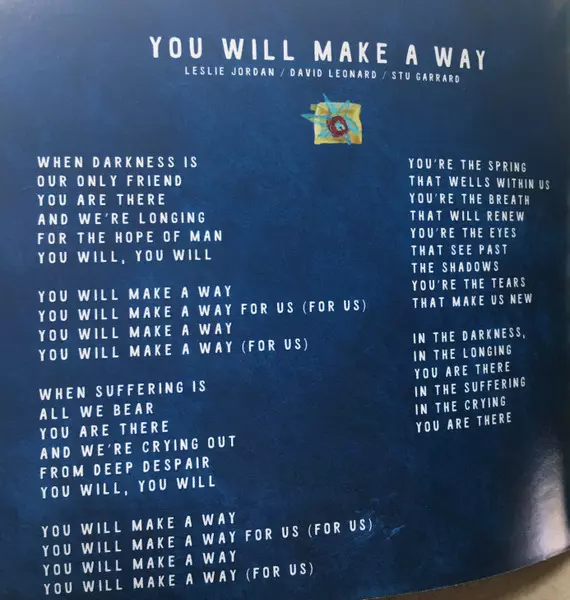 YOU WILL MAKE A WAY
LESLIE JORDAN / DAVID LEONARD / STU GARRARD
WHEN DARKNESS IS
OUR ONLY FRIEND
YOU ARE THERE
AND WE'RE LONGING
FOR THE HOPE OF MAN
YOU WILL, YOU WILL
YOU WILL MAKE A WAY
YOU WILL MAKE A WAY FOR US (FOR US)
YOU WILL MAKE A WAY
YOU WILL MAKE A WAY (FOR US)
WHEN SUFFERING IS
ALL WE BEAR
YOU ARE THERE
AND WE'RE CRYING OUT
FROM DEEP DESPAIR
YOU WILL, YOU WILL
YOU WILL MAKE A WAY
YOU WILL MAKE A WAY FOR US (FOR US)
YOU WILL MAKE A WAY
YOU WILL MAKE A WAY (FOR US)
YOU'RE THE SPRING
THAT WELLS WITHIN US
YOU'RE THE BREATH
THAT WILL RENEW
YOU'RE THE EYES
THAT SEE PAST
THE SHADOWS
YOU'RE THE TEARS
THAT MAKE US NEW
IN THE DARKNESS,
IN THE LONGING
YOU ARE THERE
IN THE SUFFERING
IN THE CRYING
YOU ARE THERE